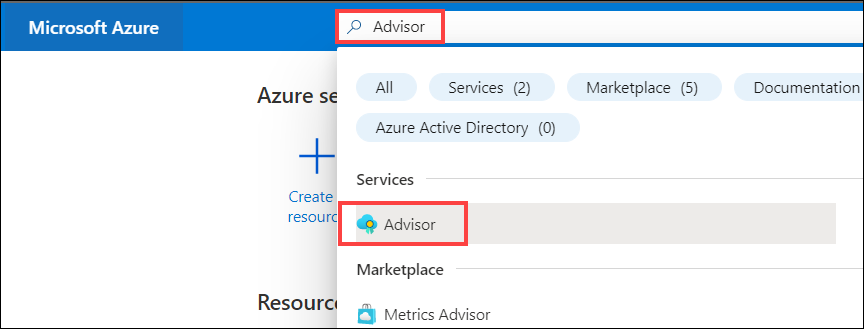 Microsoft Azure
Advisor
All Services (2) Marketplace (5) Documentation
Azure se
Azure Active Directory (0)
Services
Create
resourc
Advisor
Marketplace
Resource
Metrics Advisor